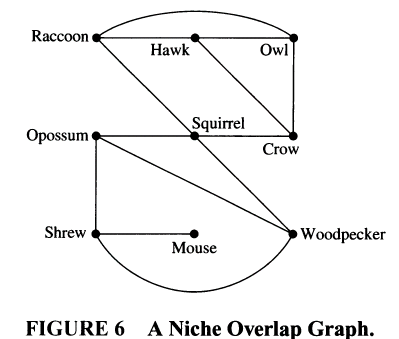 Raccoon
Hawk
Owl
Squirrel
Opossum
Crow
Shrew
Mouse
Woodpecker
FIGURE 6 A Niche Overlap Graph.